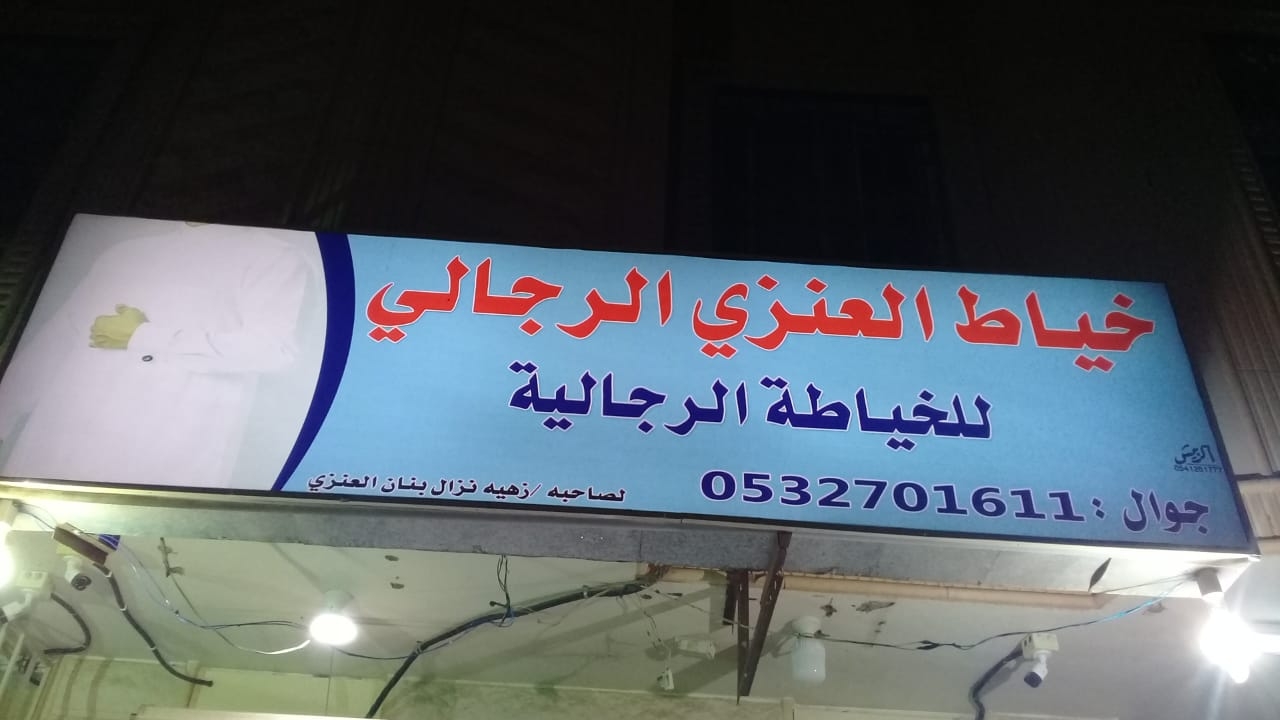 خياط العنزي الرجالي
للخياطة الرجالية
جوال : 0532701611
لصاحبه /زهيه نزال بنان العنزي